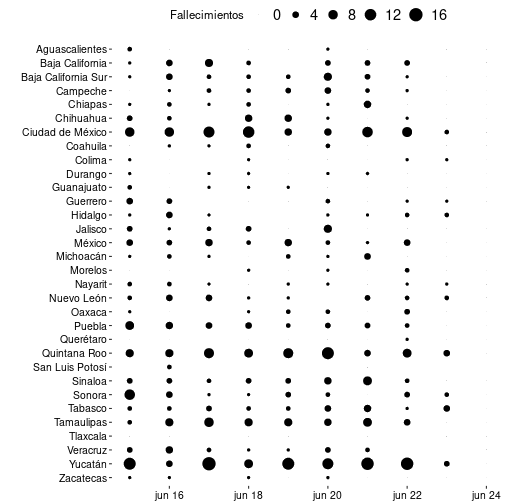 Fallecimientos 0 4 8 12 16
Aguascalientes
Baja California
Baja California Sur
Campeche
Chiapas
Chihuahua
Ciudad de México
Coahuila
Colima
Durango
Guanajuato
Guerrero
Hidalgo
Jalisco
México
Michoacán
Morelos
Nayarit
Nuevo León
Oaxaca
Puebla
Querétaro
Quintana Roo
San Luis Potosí
Sinaloa
Sonora
Tabasco
Tamaulipas
Tlaxcala
Veracruz
Yucatán
Zacatecas
jun 16 jun 18 jun 20 jun 22 jun 24